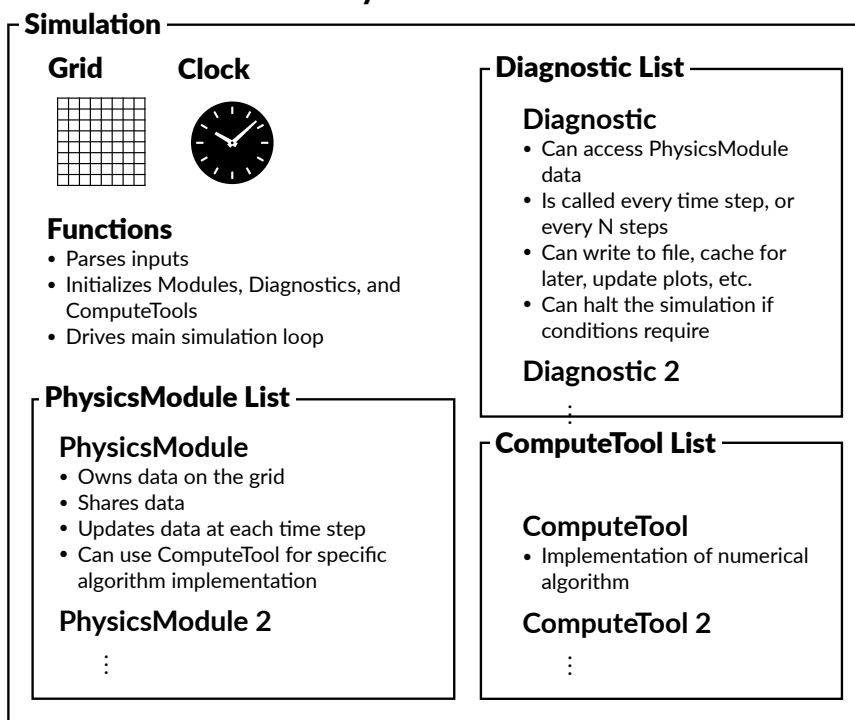 Simulation
Grid
Clock
Functions
• Parses inputs
• Initializes Modules, Diagnostics, and
ComputeTools
• Drives main simulation loop
PhysicsModule List
PhysicsModule
• Owns data on the grid
• Shares data
• Updates data at each time step
• Can use ComputeTool for specific
algorithm implementation
PhysicsModule 2
⋮
Diagnostic List
Diagnostic
• Can access PhysicsModule
data
• Is called every time step, or
every N steps
• Can write to file, cache for
later, update plots, etc.
• Can halt the simulation if
conditions require
Diagnostic 2
⋮
ComputeTool List
ComputeTool
• Implementation of numerical
algorithm
ComputeTool 2
⋮